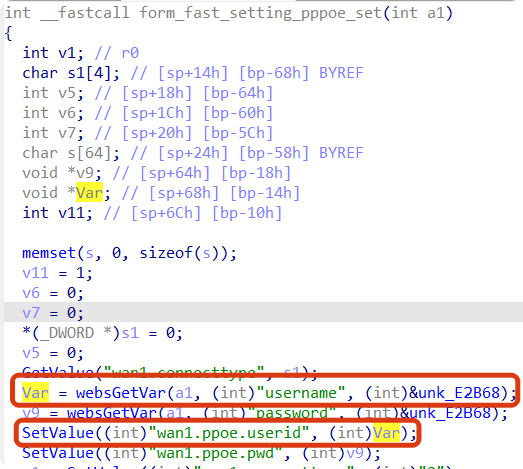 int __fastcall form_fast_setting_pppoe_set(int a1)
{
int v1; // r0
char s1[4]; // [sp+14h] [bp-68h] BYREF
int v5; // [sp+18h] [bp-64h]
int v6; // [sp+1Ch] [bp-60h]
int v7; // [sp+20h] [bp-5Ch]
char s[64]; // [sp+24h] [bp-58h] BYREF
void *v9; // [sp+64h] [bp-18h]
void *Var; // [sp+68h] [bp-14h]
int v11; // [sp+6Ch] [bp-10h]
memset(s, 0, sizeof(s));
v11 = 1;
v6 = 0;
v7 = 0;
*(_DWORD *)s1 = 0;
v5 = 0;
GetValue("wan1.connecttype", s1);
Var = websGetVar(a1, (int)"username", (int)&unk_E2B68);
v9 = websGetVar(a1, (int)"password", (int)&unk_E2B68);
SetValue((int)"wan1.ppoe.userid", (int)Var);
SetValue((int)"wan1.ppoe.pwd", (int)v9);